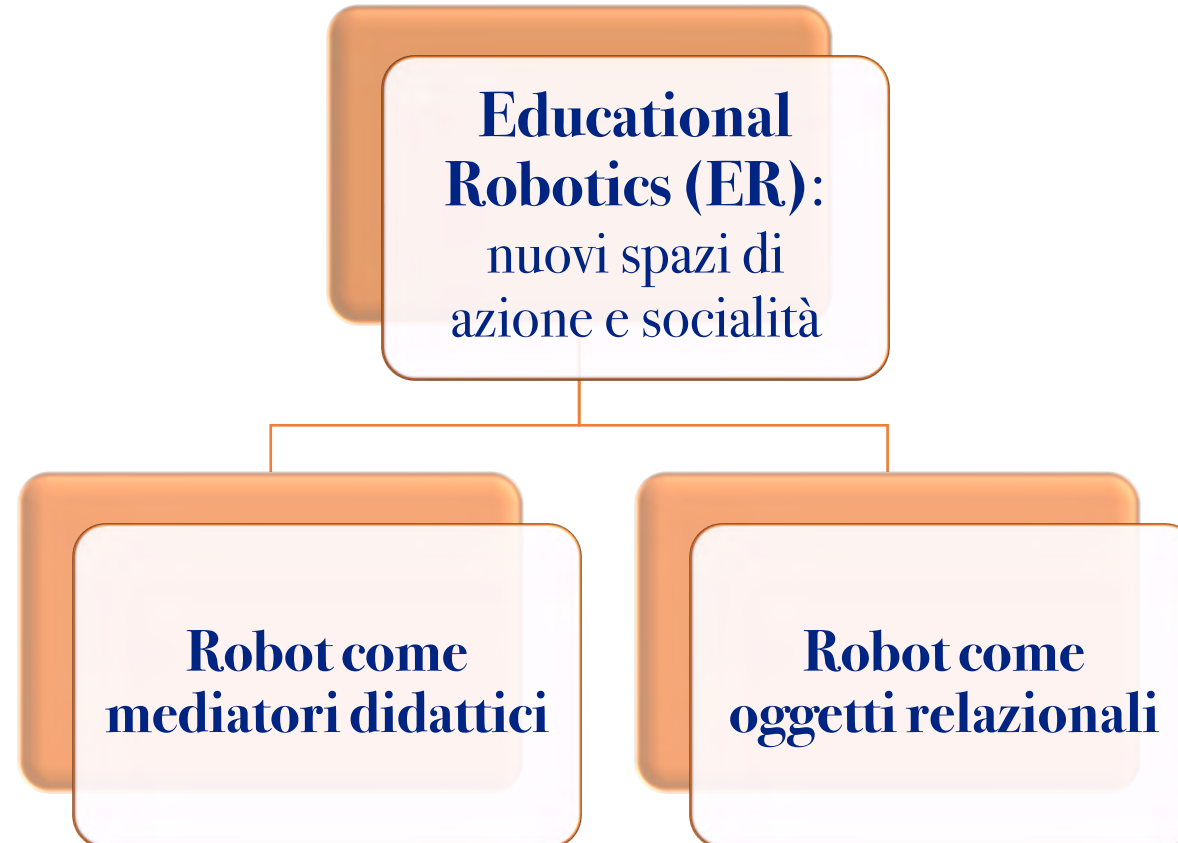 Educational
Robotics (ER):
nuovi spazi di
azione e socialità
Robot come
mediatori didattici
Robot come
oggetti relazionali